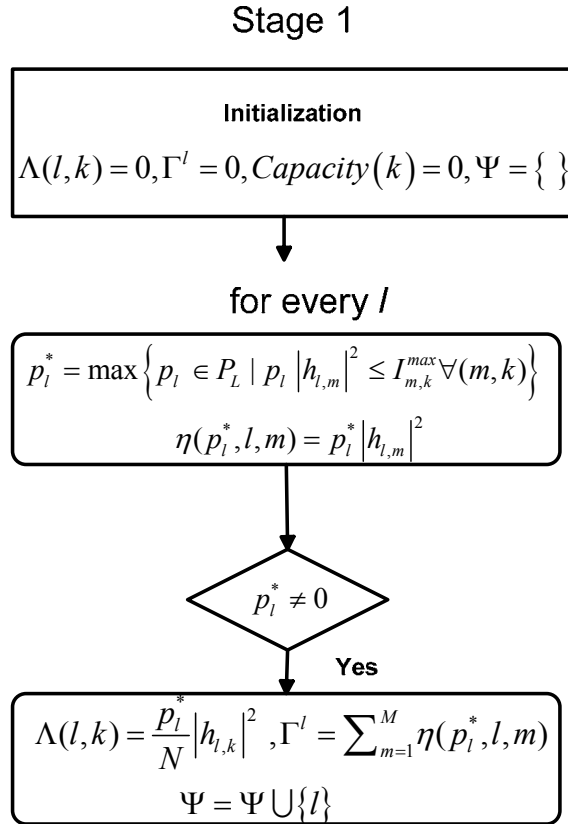 Stage 1
Initialization
Λ(l,k)=0,Γ^l=0,Capacity(k)=0,Ψ={ }
for every l
p_l^*=max{p_l∈P_L | p_l |h_{l,m}|^2≤I_{m,k}^{max}∀(m,k)}
η(p_l^*,l,m)=p_l^*|h_{l,m}|^2
p_l^*≠0
Yes
Λ(l,k)=\frac{p_l^*}{N}|h_{l,k}|^2 ,Γ^l=∑_{m=1}^{M}η(p_l^*,l,m)
Ψ=Ψ∪{l}